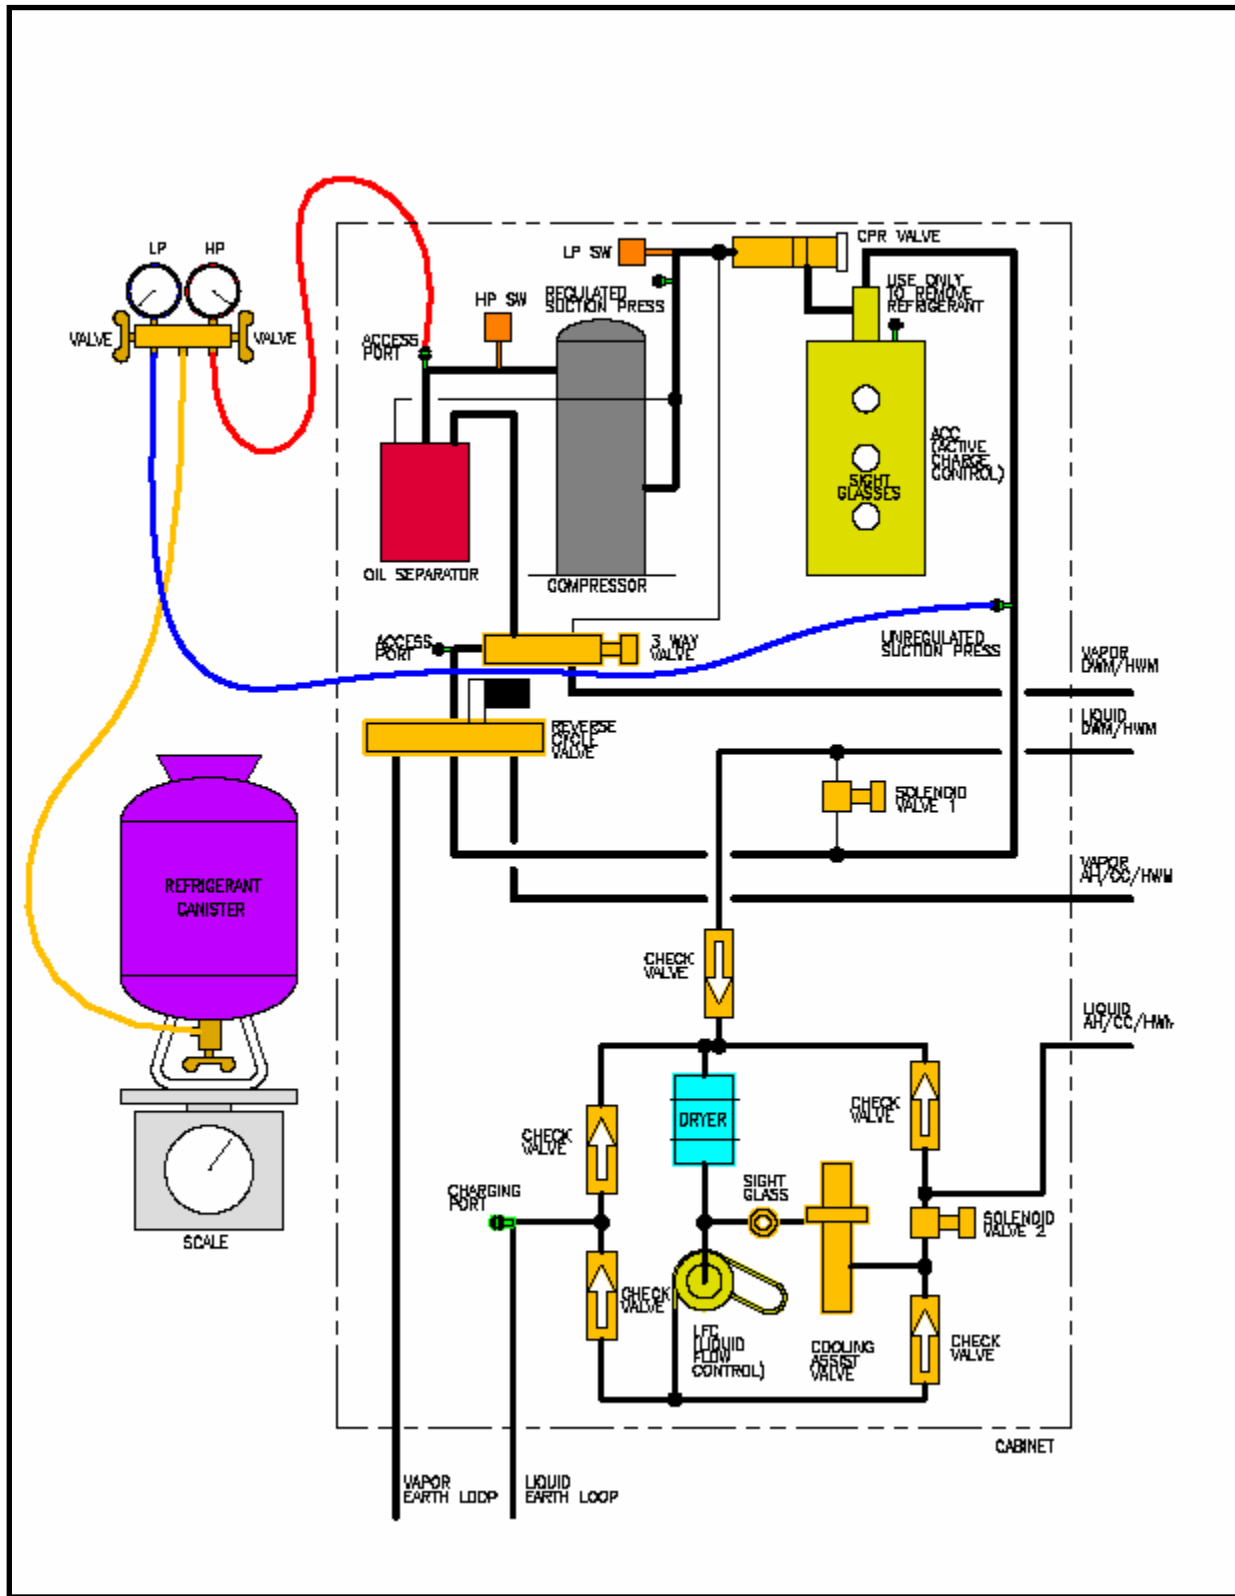 CPR VALVE
LP
HP
LP SW
USE ONLY
TO REMOVE
REFRIGERANT
REGULATED
SUCTION PRESS
HP SW
VALVE
VALVE
ACCESS
PORT
ACC
(ACTIVE
CHARGE
CONTROL)
SIGHT
GLASSES
OIL SEPARATOR
COMPRESSOR
ACCESS
PORT
3 WAY
VALVE
UNREGULATED
SUCTION PRESS
VAPOR
DWM/HWM
LIQUID
DWM/HWM
REVERSE
CYCLE
VALVE
SOLENOID
VALVE 1
VAPOR
AH/CC/HWM
REFRIGERANT
CANISTER
CHECK
VALVE
LIQUID
AH/CC/HWM
CHECK
VALVE
DRYER
CHECK
VALVE
SIGHT
GLASS
CHARGING
PORT
SOLENOID
VALVE 2
SCALE
CHECK
VALVE
LFC
(LIQUID
FLOW
CONTROL)
COOLING
ASSIST
VALVE
CHECK
VALVE
CABINET
VAPOR
EARTH LOOP
LIQUID
EARTH LOOP